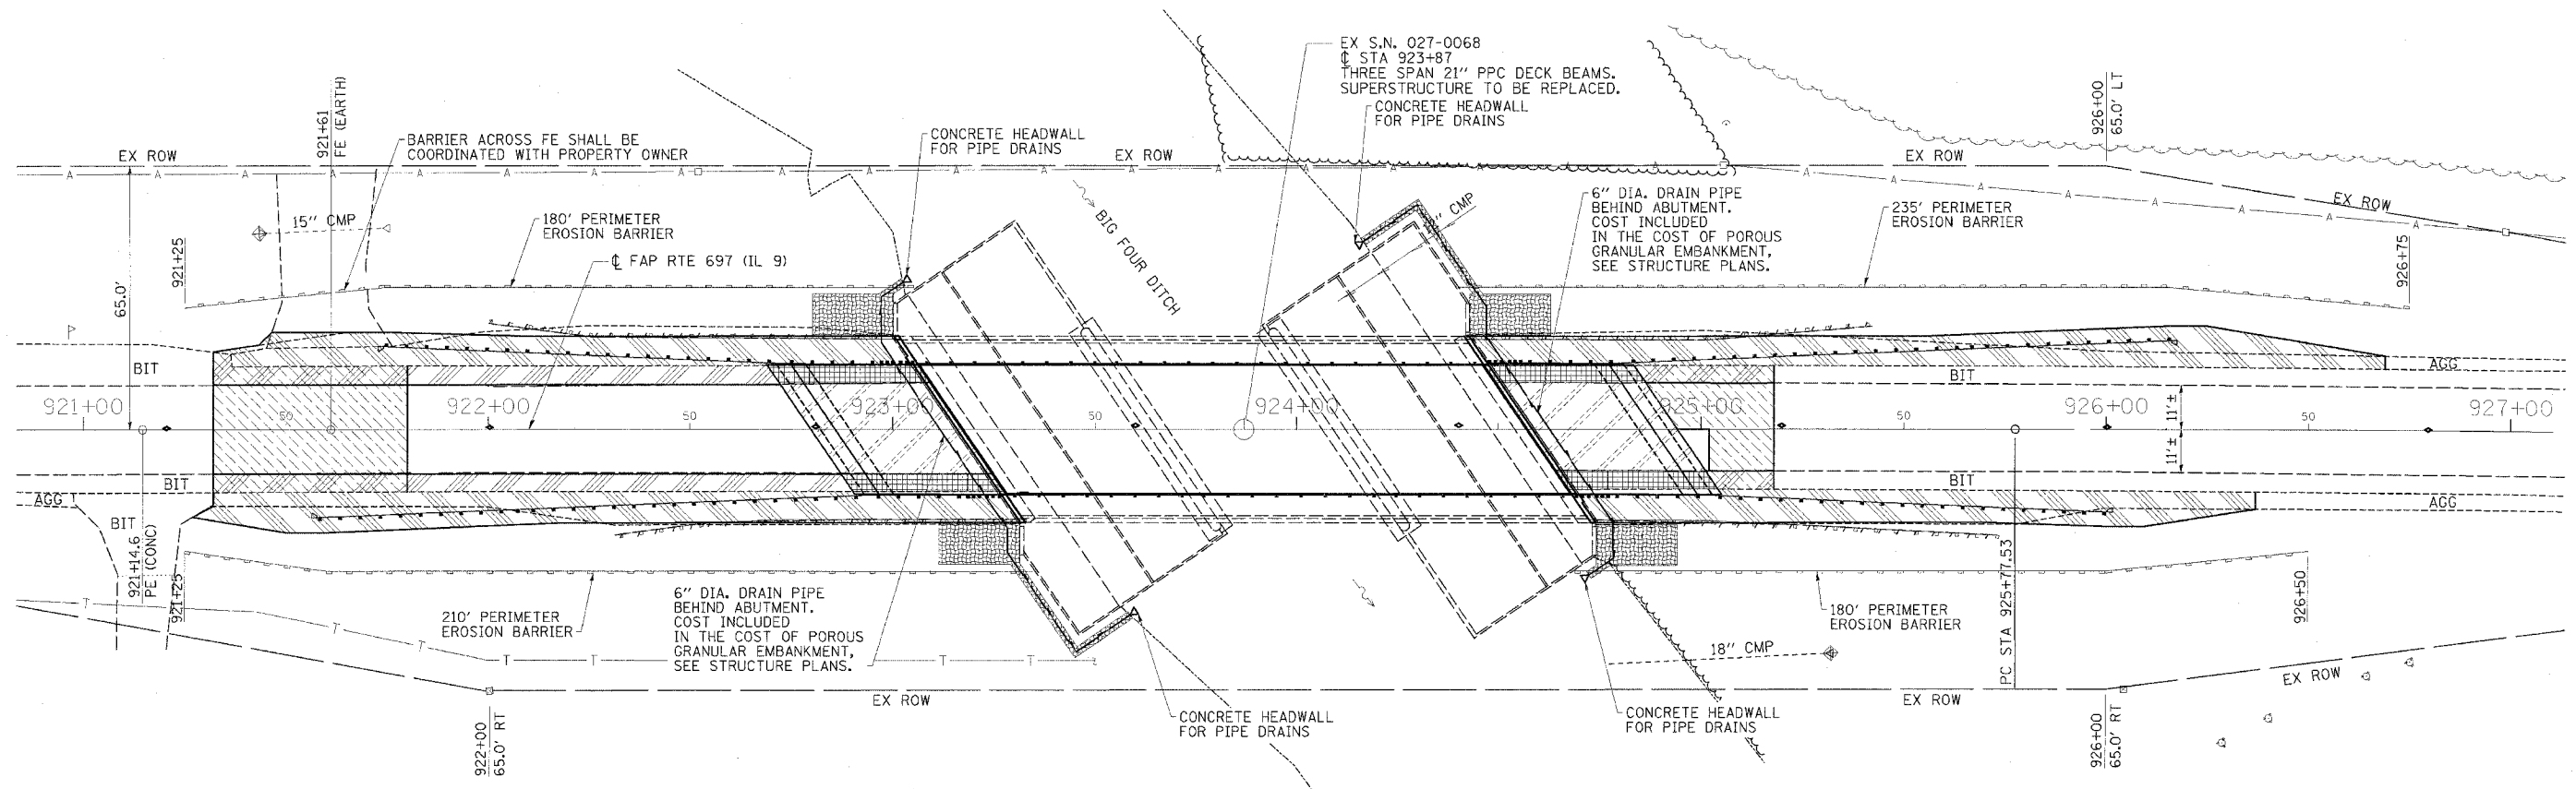 EX S.N. 027-0068
℄ STA 923+87
THREE SPAN 21" PPC DECK BEAMS.
SUPERSTRUCTURE TO BE REPLACED.
CONCRETE HEADWALL
FOR PIPE DRAINS
921+61
FE (EARTH)
BARRIER ACROSS FE SHALL BE
COORDINATED WITH PROPERTY OWNER
CONCRETE HEADWALL
FOR PIPE DRAINS
926+00
65.0' LT
EX ROW
EX ROW
EX ROW
EX ROW
A A A A A A A A A A A A A A A A A A A A A A A
65.0'
15" CMP
921+25
180' PERIMETER
EROSION BARRIER
℄ FAP RTE 697 (IL 9)
BIG FOUR DITCH
" CMP
6" DIA. DRAIN PIPE
BEHIND ABUTMENT.
COST INCLUDED
IN THE COST OF POROUS
GRANULAR EMBANKMENT,
SEE STRUCTURE PLANS.
235' PERIMETER
EROSION BARRIER
926+75
P
BIT
BIT
AGG
921+00
50
922+00
50
923+00
50
924+00
925+00
50
926+00
50
927+00
11'±
11'±
AGG
BIT
BIT
AGG
BIT
921+14.6
PE (CONC)
921+25
T T T T T T T
210' PERIMETER
EROSION BARRIER
6" DIA. DRAIN PIPE
BEHIND ABUTMENT.
COST INCLUDED
IN THE COST OF POROUS
GRANULAR EMBANKMENT,
SEE STRUCTURE PLANS.
180' PERIMETER
EROSION BARRIER
18" CMP
PC STA 925+77.53
926+50
EX ROW
EX ROW
EX ROW
922+00
65.0' RT
CONCRETE HEADWALL
FOR PIPE DRAINS
CONCRETE HEADWALL
FOR PIPE DRAINS
926+00
65.0' RT